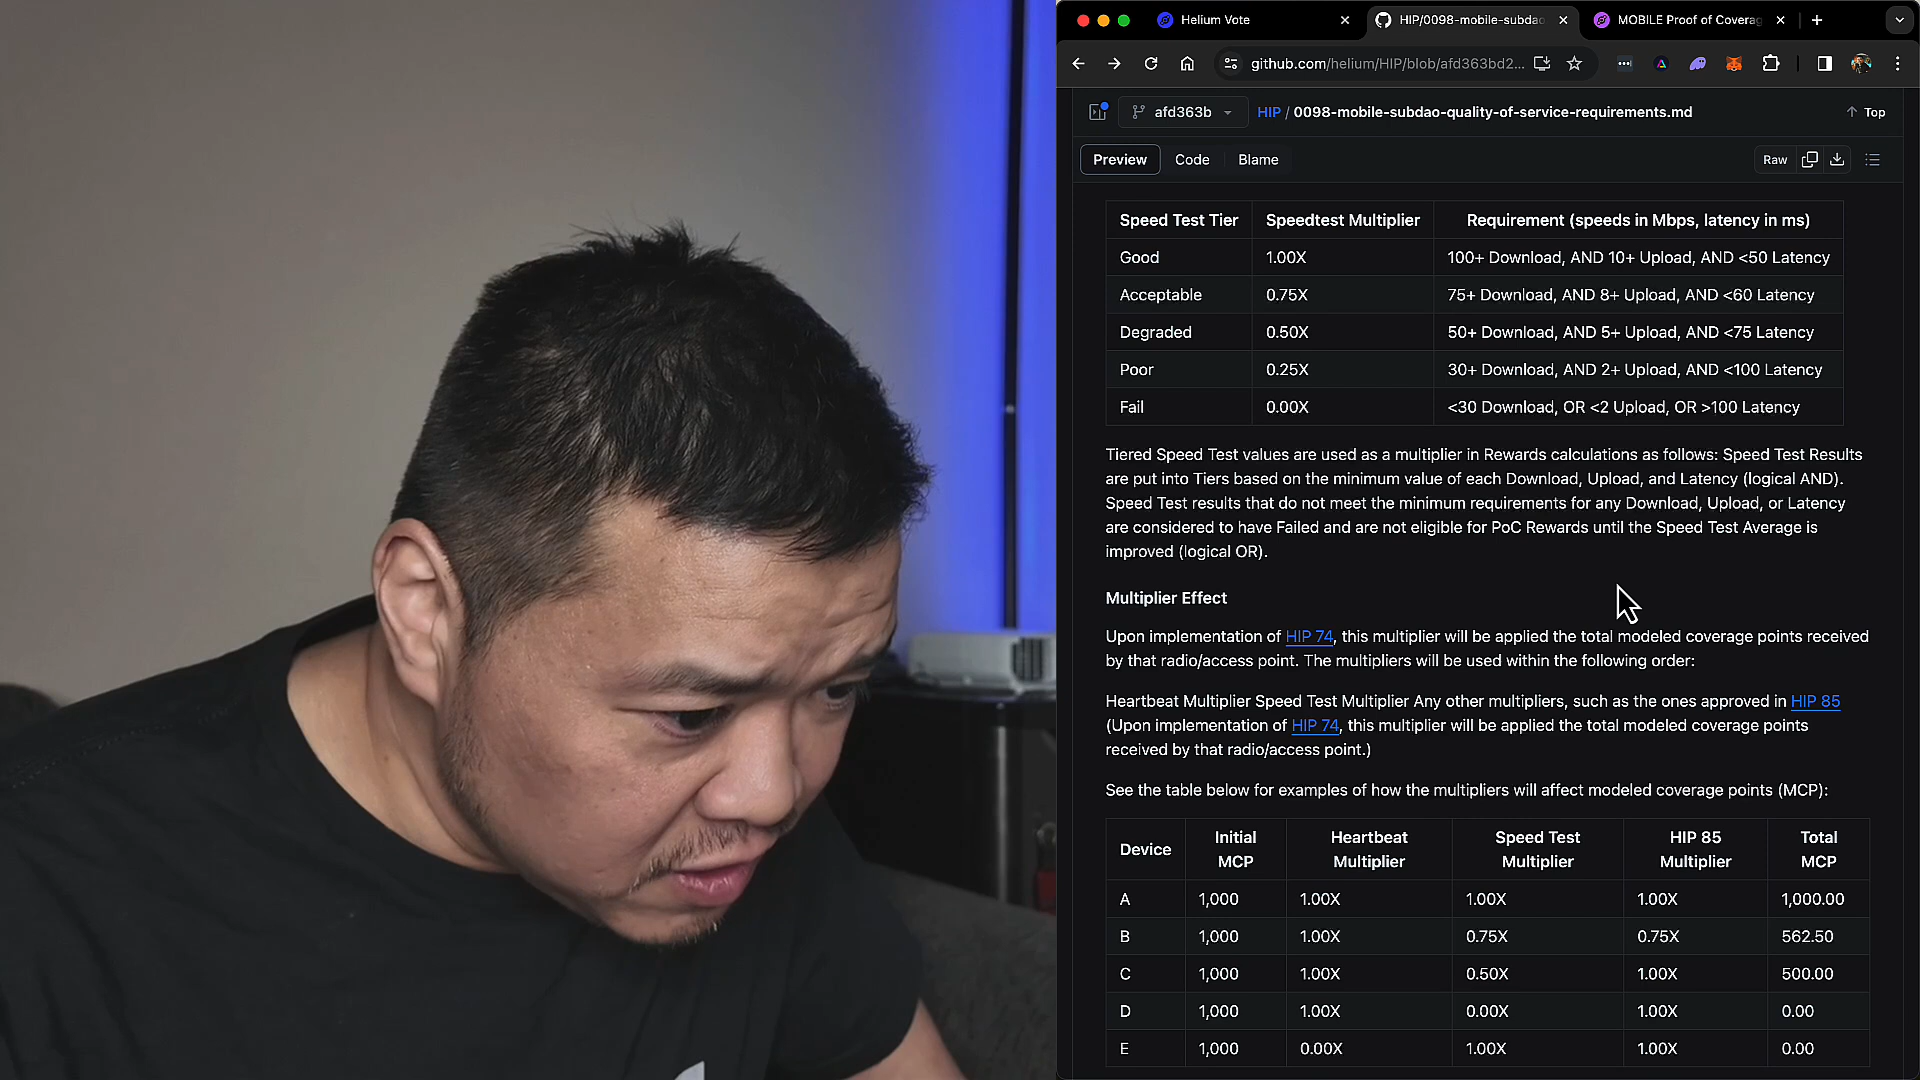 Helium Vote
HIP/0098-mobile-subdao
MOBILE Proof of Coverag
github.com/helium/HIP/blob/afd363bd2...
afd363b
HIP / 0098-mobile-subdao-quality-of-service-requirements.md
Top
Preview Code Blame
Raw
Speed Test Tier Speedtest Multiplier Requirement (speeds in Mbps, latency in ms)
Good 1.00X 100+ Download, AND 10+ Upload, AND <50 Latency
Acceptable 0.75X 75+ Download, AND 8+ Upload, AND <60 Latency
Degraded 0.50X 50+ Download, AND 5+ Upload, AND <75 Latency
Poor 0.25X 30+ Download, AND 2+ Upload, AND <100 Latency
Fail 0.00X <30 Download, OR <2 Upload, OR >100 Latency
Tiered Speed Test values are used as a multiplier in Rewards calculations as follows: Speed Test Results
are put into Tiers based on the minimum value of each Download, Upload, and Latency (logical AND).
Speed Test results that do not meet the minimum requirements for any Download, Upload, or Latency
are considered to have Failed and are not eligible for PoC Rewards until the Speed Test Average is
improved (logical OR).
Multiplier Effect
Upon implementation of HIP 74, this multiplier will be applied the total modeled coverage points received
by that radio/access point. The multipliers will be used within the following order:
Heartbeat Multiplier Speed Test Multiplier Any other multipliers, such as the ones approved in HIP 85
(Upon implementation of HIP 74, this multiplier will be applied the total modeled coverage points
received by that radio/access point.)
See the table below for examples of how the multipliers will affect modeled coverage points (MCP):
Device Initial MCP Heartbeat Multiplier Speed Test Multiplier HIP 85 Multiplier Total MCP
A 1,000 1.00X 1.00X 1.00X 1,000.00
B 1,000 1.00X 0.75X 0.75X 562.50
C 1,000 1.00X 0.50X 1.00X 500.00
D 1,000 1.00X 0.00X 1.00X 0.00
E 1,000 0.00X 1.00X 1.00X 0.00